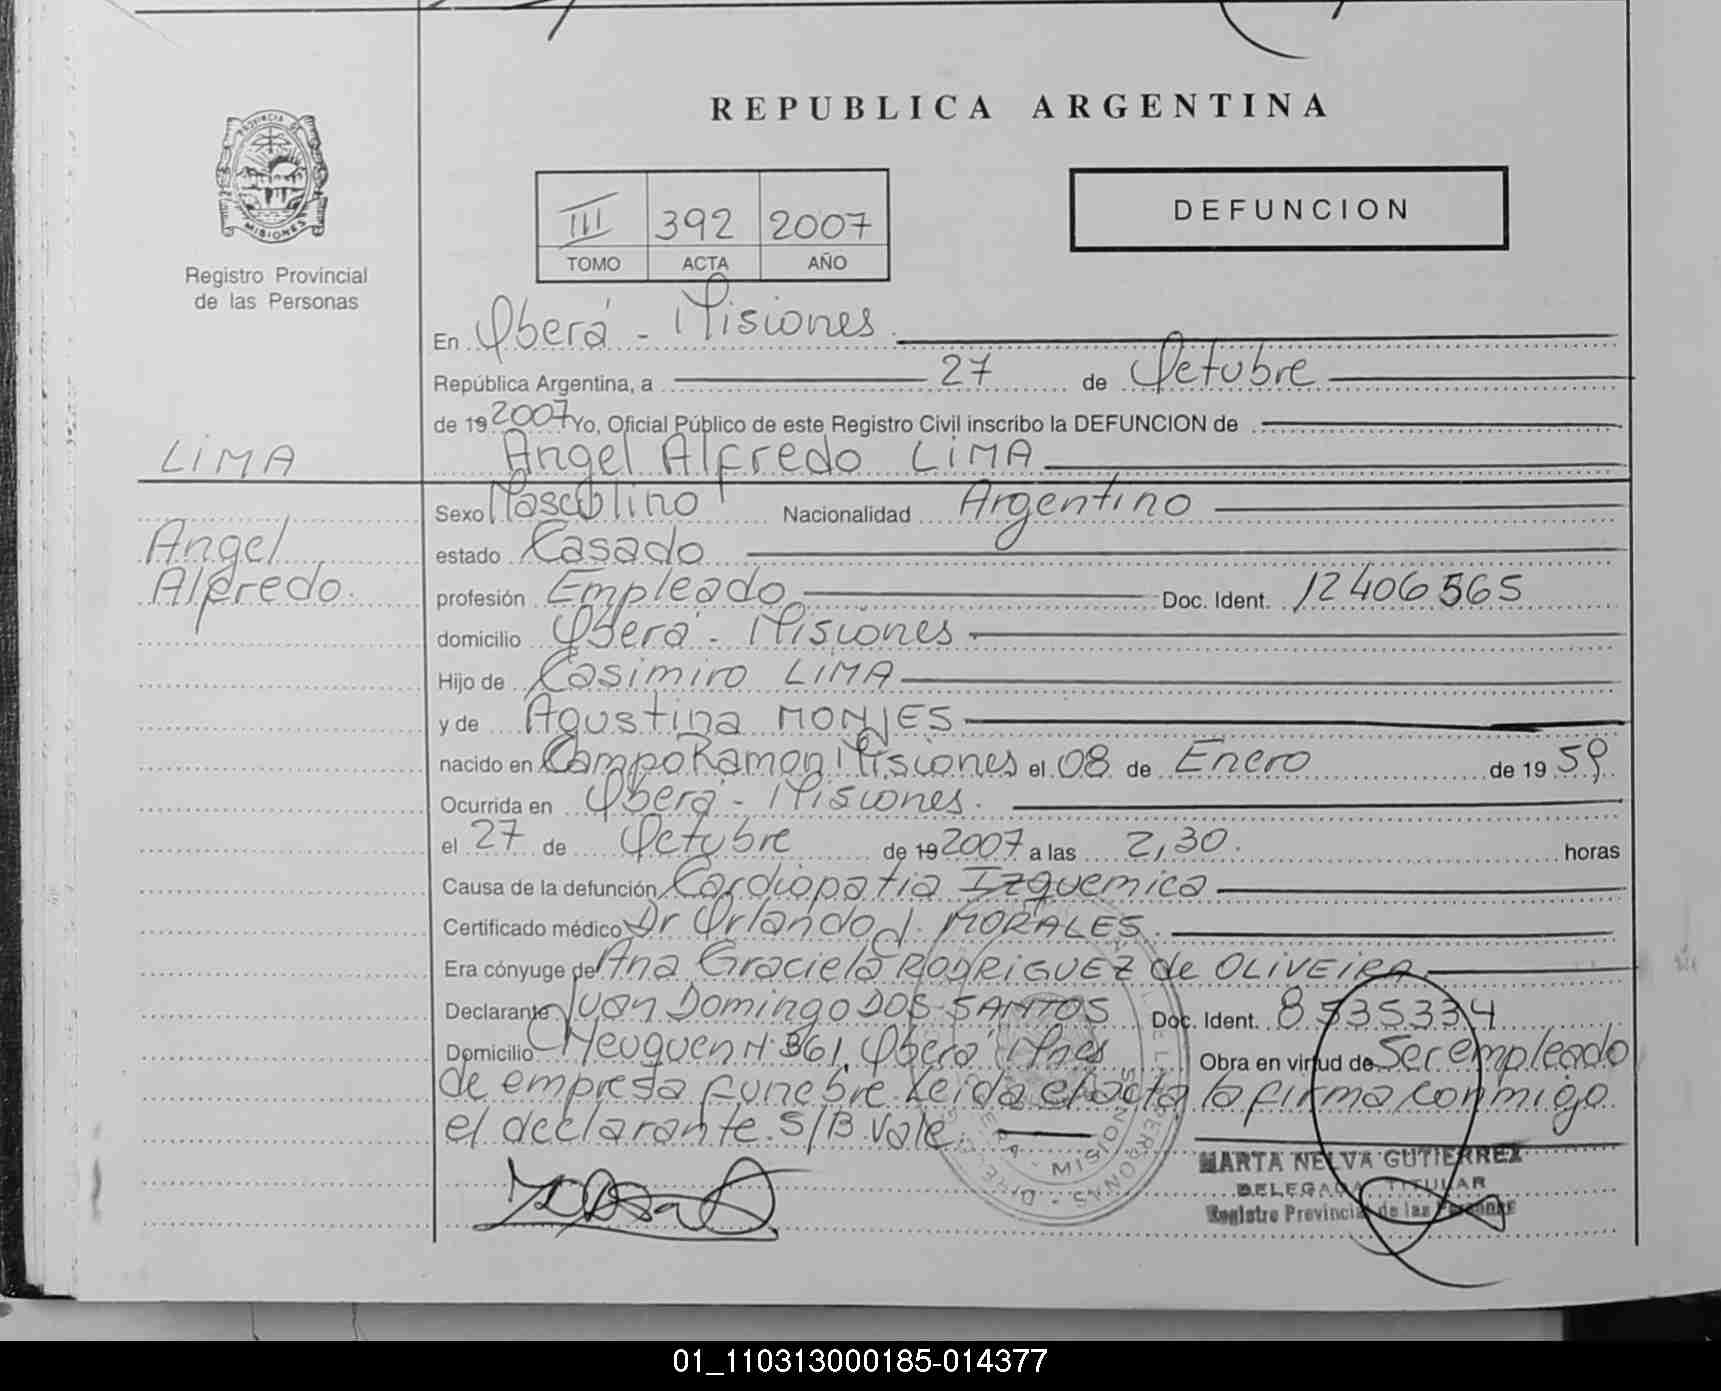 REPUBLICA ARGENTINA
PROVINCIA DE
MISIONES
Registro Provincial
de las Personas
III 392 2007
TOMO ACTA AÑO
DEFUNCION
En Oberá - Misiones.
República Argentina, a 27 de Octubre
de 19 2007 Yo, Oficial Público de este Registro Civil inscribo la DEFUNCION de
LiMA
Angel Alfredo LiMA
Sexo Masculino Nacionalidad Argentino
Angel
estado Casado
Alfredo.
profesión Empleado Doc. Ident. 12406565
domicilio Oberá - Misiones
Hijo de Casimiro LiMA
y de Agustina MONJES
nacido en Campo Ramon Misiones el 08 de Enero de 19 59
Ocurrida en Oberá - Misiones.
el 27 de Octubre de 19 2007 a las 2,30. horas
Causa de la defunción Cardiopatia Izquemica
Certificado médico Dr Orlando J. MORALES.
Era cónyuge de Ana Graciela RODRiGUEZ de OLiVEiRA
Declarante Juan Domingo DOS SANTOS Doc. Ident. 8535334
Domicilio Neuquen N° 361, Oberá Mnes Obra en virtud de Ser empleado
de empresa funebre. Leida el acta la firma conmigo
el declarante. S/B. Vale.
MARTA NELVA GUTIERREZ
DELEGADA TITULAR
Registro Provincial de las Personas
01_110313000185-014377